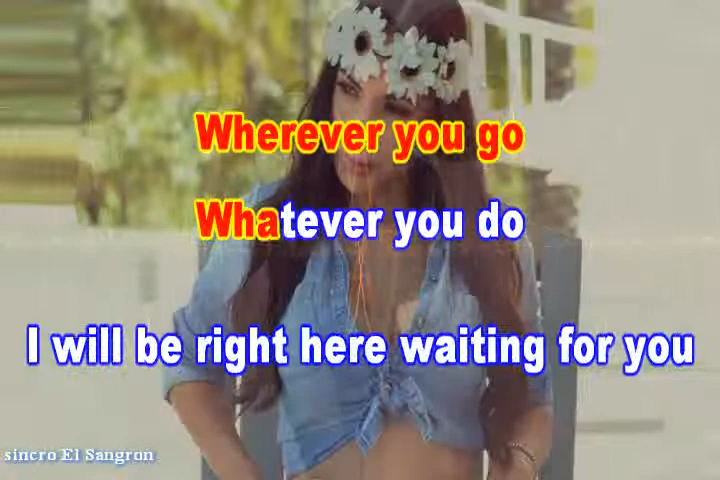 Wherever you go
Whatever you do
I will be right here waiting for you
sincro El Sangron